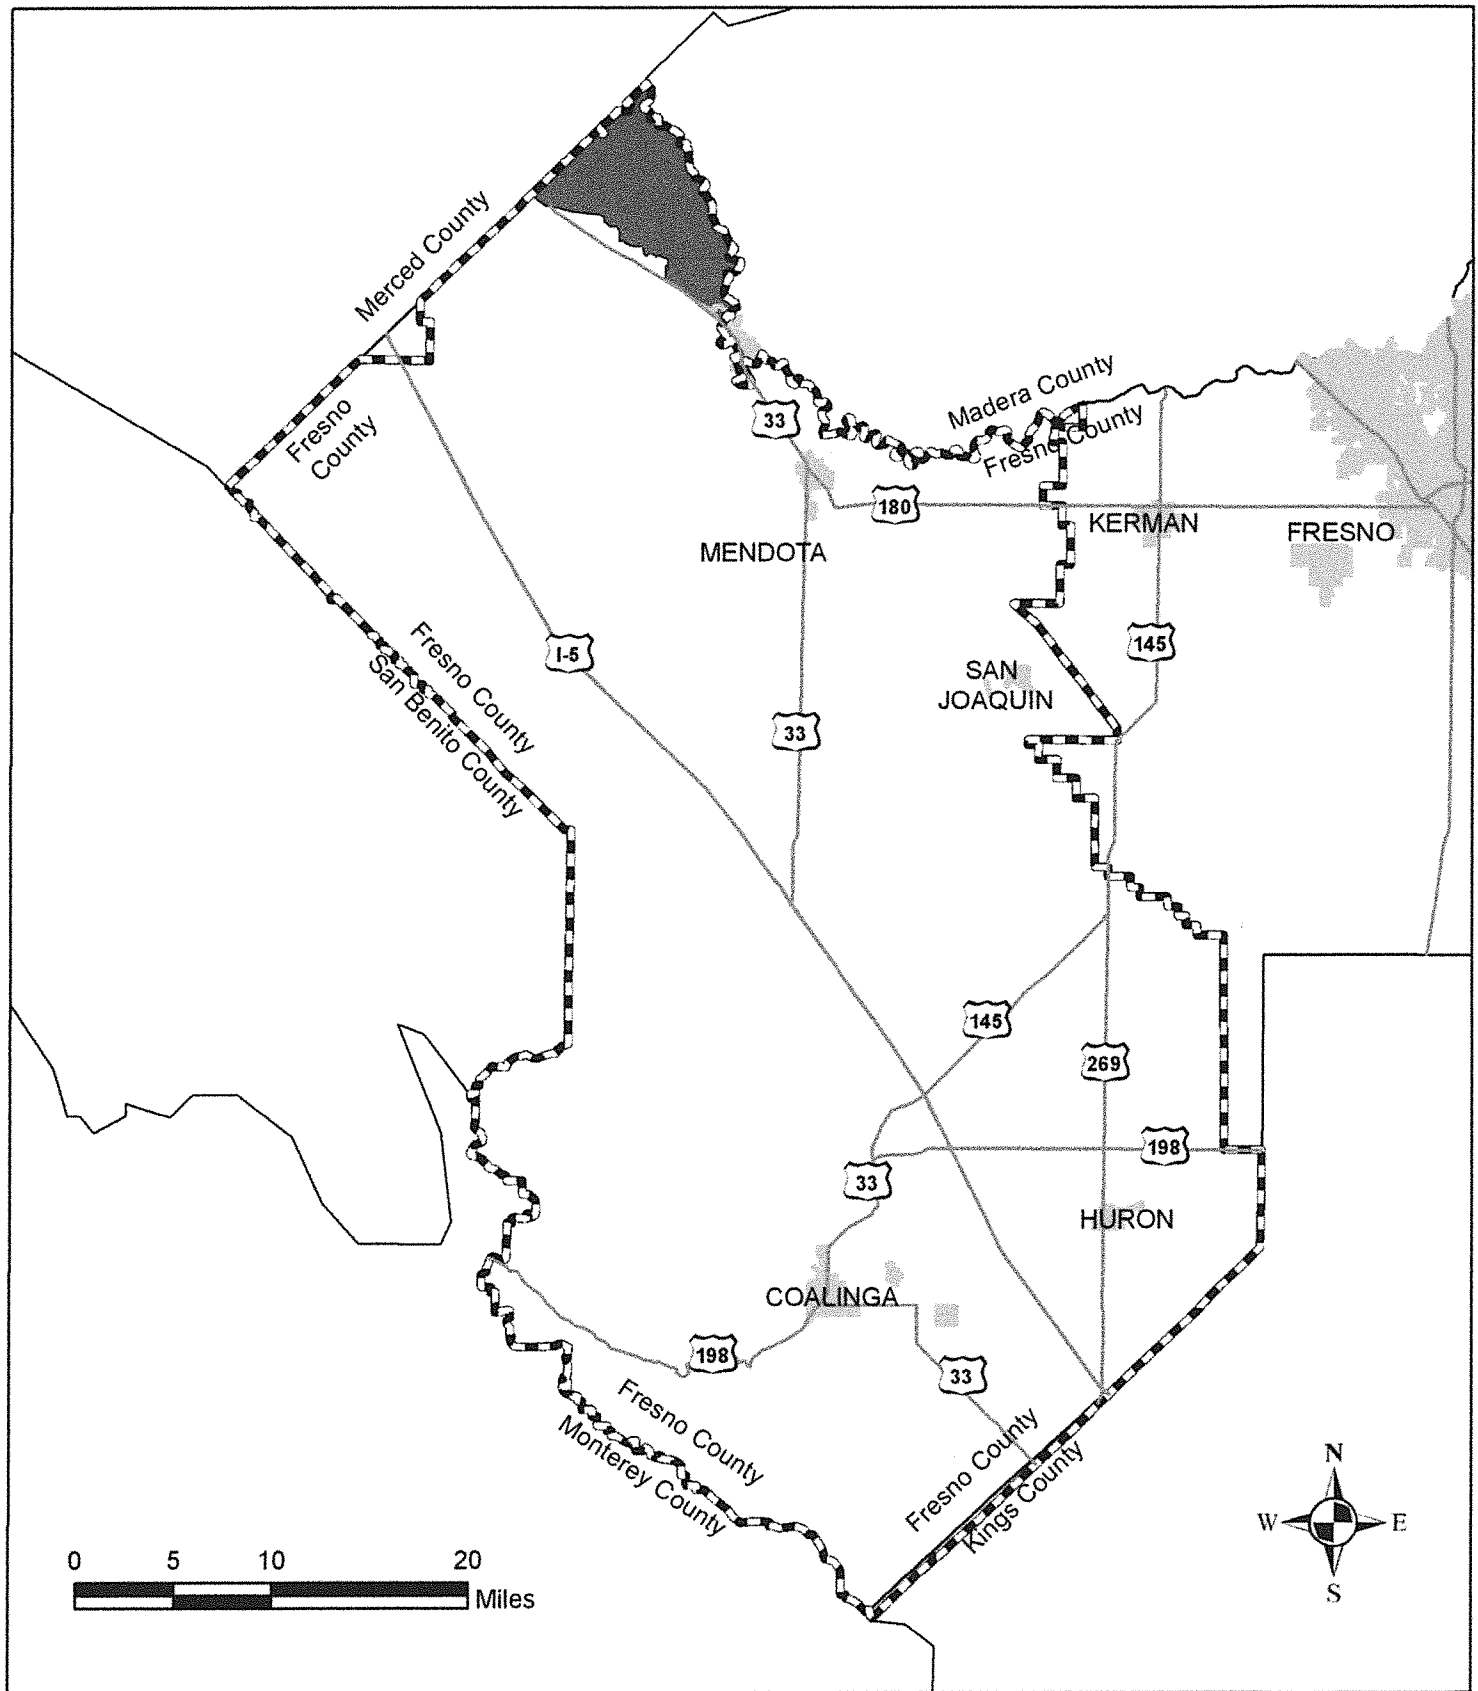 Merced County
Fresno
County
Madera County
Fresno County
33
180
MENDOTA
KERMAN
FRESNO
Fresno County
San Benito County
I-5
145
SAN
JOAQUIN
33
145
269
198
33
HURON
COALINGA
198
33
Fresno County
Monterey County
Fresno County
Kings County
N
W
E
S
0 5 10 20
Miles